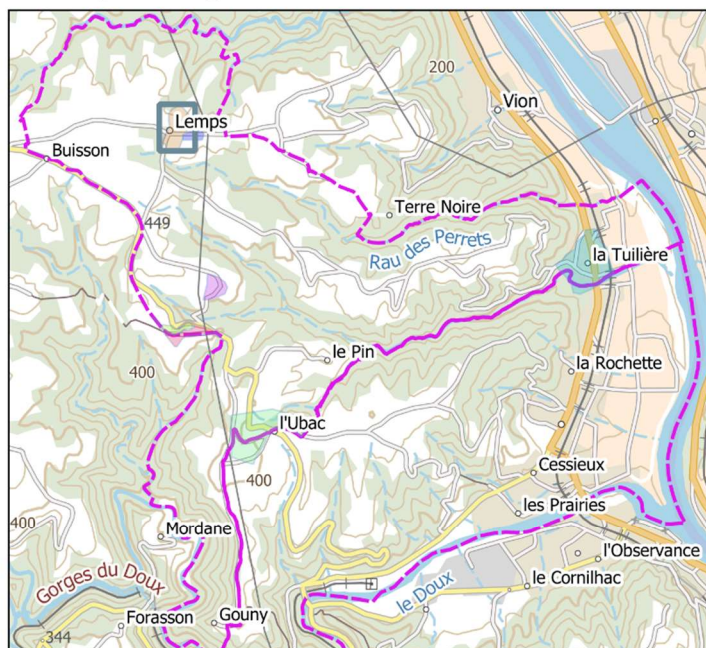 200
Vion
Lemps
Buisson
Terre Noire
449
Rau des Perrets
la Tuilière
400
le Pin
la Rochette
l'Ubac
400
Cessieux
les Prairies
400
Mordane
l'Observance
Gorges du Doux
le Doux
le Cornilhac
Forasson
Gouny
344